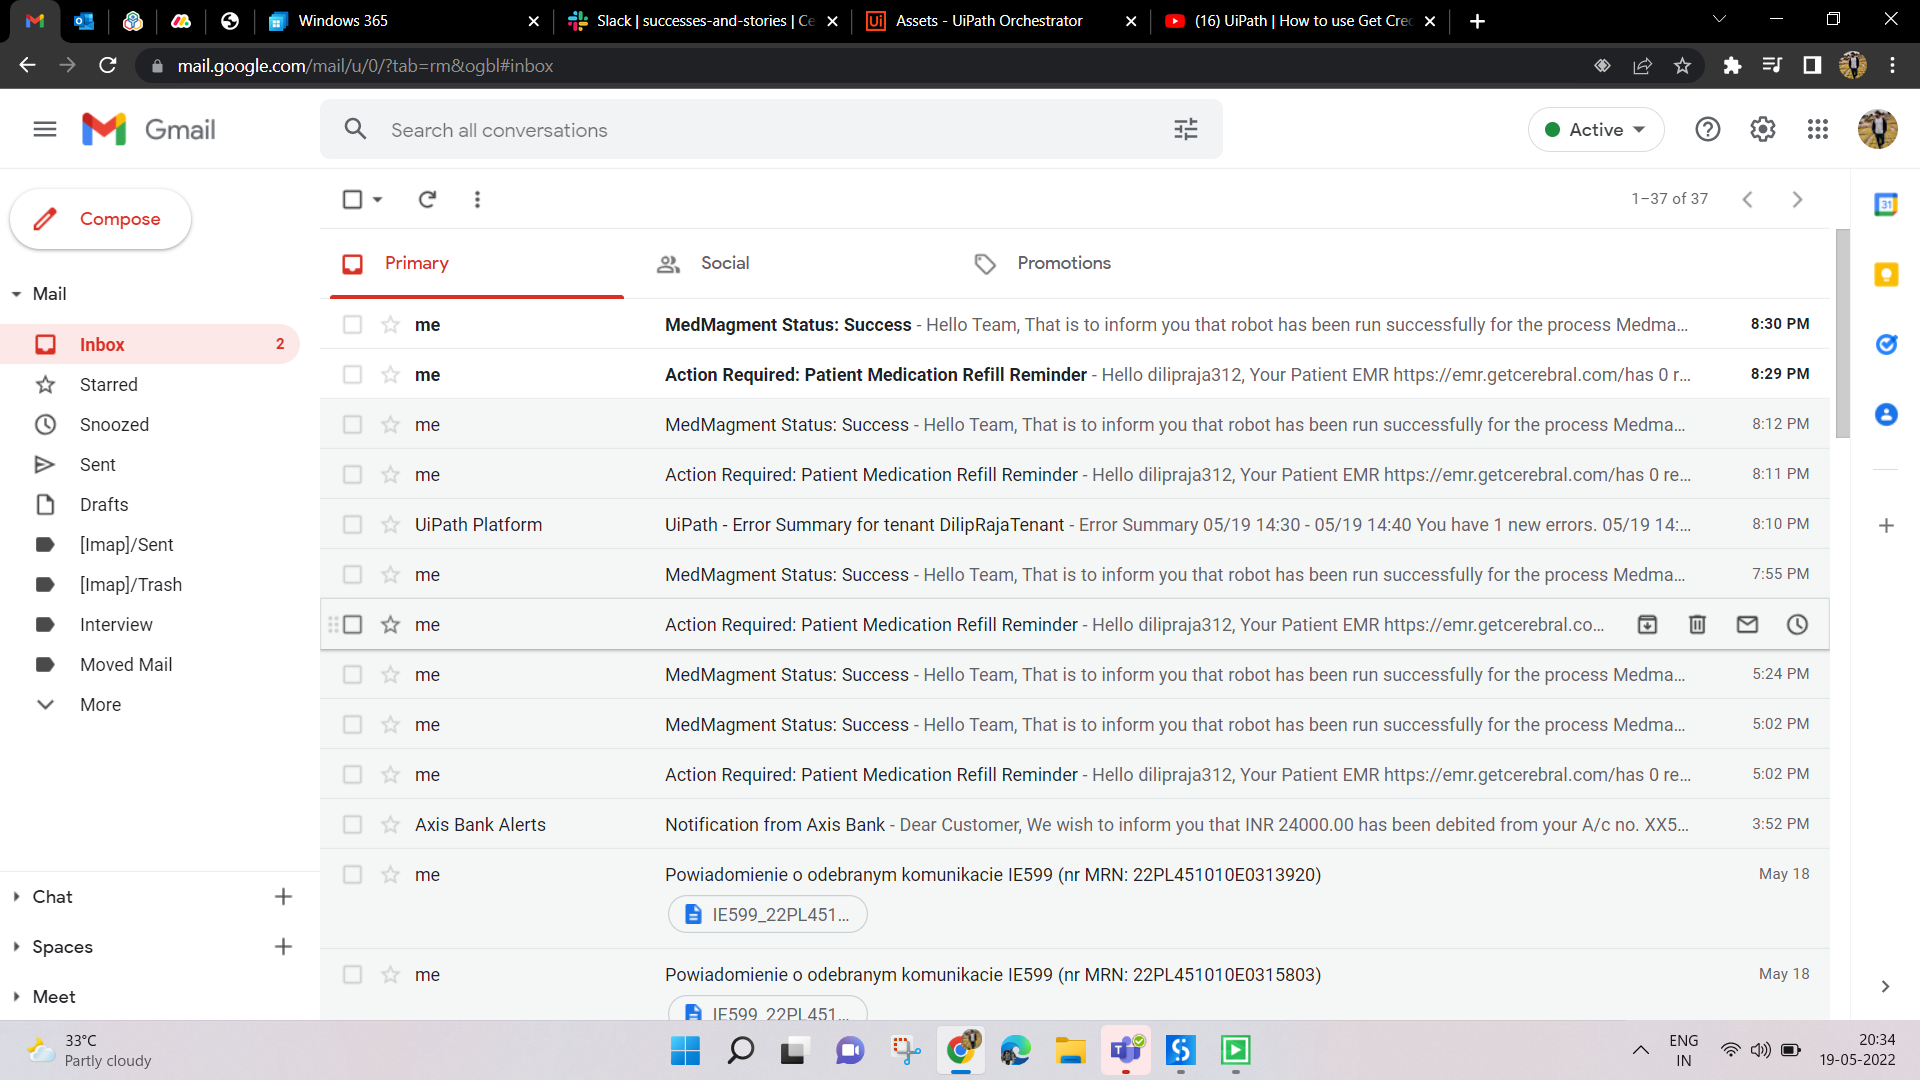 Windows 365
Slack | successes-and-stories | Ce
Assets - UiPath Orchestrator
(16) UiPath | How to use Get Cre
mail.google.com/mail/u/0/?tab=rm&ogbl#inbox
Gmail
Search all conversations
Active
Compose
1–37 of 37
31
Primary
Social
Promotions
Mail
Inbox 2
Starred
Snoozed
Sent
Drafts
[Imap]/Sent
[Imap]/Trash
Interview
Moved Mail
More
me MedMagment Status: Success - Hello Team, That is to inform you that robot has been run successfully for the process Medma... 8:30 PM
me Action Required: Patient Medication Refill Reminder - Hello dilipraja312, Your Patient EMR https://emr.getcerebral.com/has 0 r... 8:29 PM
me MedMagment Status: Success - Hello Team, That is to inform you that robot has been run successfully for the process Medma... 8:12 PM
me Action Required: Patient Medication Refill Reminder - Hello dilipraja312, Your Patient EMR https://emr.getcerebral.com/has 0 re... 8:11 PM
UiPath Platform UiPath - Error Summary for tenant DilipRajaTenant - Error Summary 05/19 14:30 - 05/19 14:40 You have 1 new errors. 05/19 14:... 8:10 PM
me MedMagment Status: Success - Hello Team, That is to inform you that robot has been run successfully for the process Medma... 7:55 PM
me Action Required: Patient Medication Refill Reminder - Hello dilipraja312, Your Patient EMR https://emr.getcerebral.co...
me MedMagment Status: Success - Hello Team, That is to inform you that robot has been run successfully for the process Medma... 5:24 PM
me MedMagment Status: Success - Hello Team, That is to inform you that robot has been run successfully for the process Medma... 5:02 PM
me Action Required: Patient Medication Refill Reminder - Hello dilipraja312, Your Patient EMR https://emr.getcerebral.com/has 0 re... 5:02 PM
Axis Bank Alerts Notification from Axis Bank - Dear Customer, We wish to inform you that INR 24000.00 has been debited from your A/c no. XX5... 3:52 PM
me Powiadomienie o odebranym komunikacie IE599 (nr MRN: 22PL451010E0313920) May 18
IE599_22PL451...
me Powiadomienie o odebranym komunikacie IE599 (nr MRN: 22PL451010E0315803) May 18
IE599_22PL451...
Chat
Spaces
Meet
33°C
Partly cloudy
ENG
IN
20:34
19-05-2022